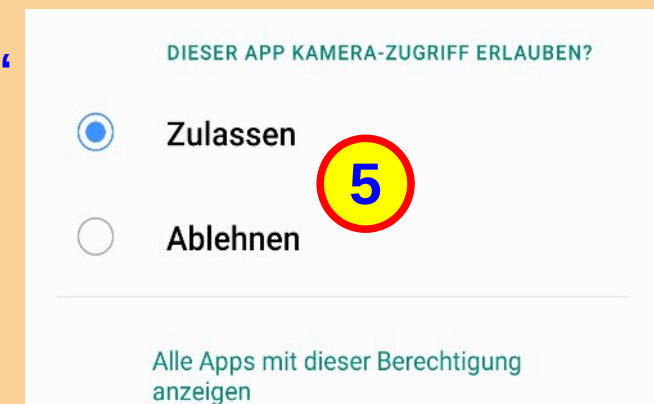 “
DIESER APP KAMERA-ZUGRIFF ERLAUBEN?
Zulassen
5
Ablehnen
Alle Apps mit dieser Berechtigung
anzeigen